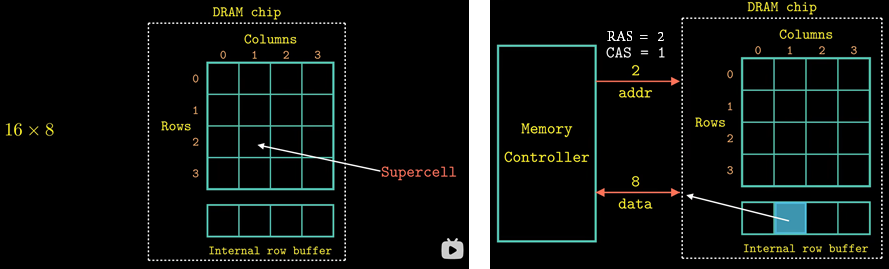 DRAM chip
Columns
0 1 2 3
0
1
16 × 8
Rows
2
Supercell
3
Internal row buffer
DRAM chip
RAS = 2
CAS = 1
Columns
0 1 2 3
2
addr
0
1
Memory
Controller
Rows
2
3
8
data
Internal row buffer